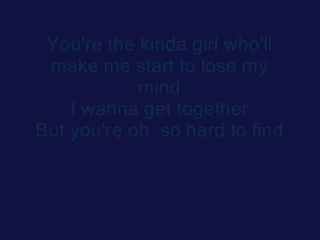 You're the kinda girl who'll
make me start to lose my
mind
I wanna get together
But you're oh, so hard to find